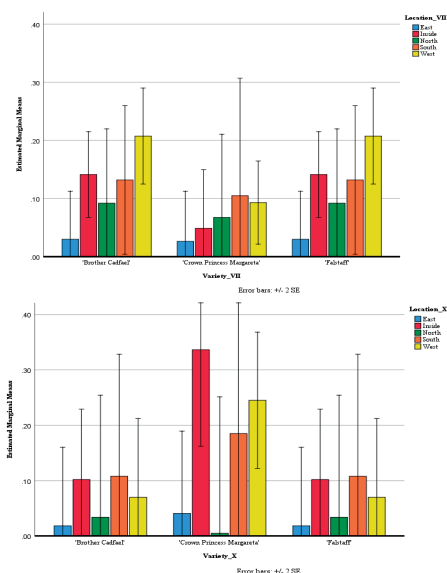 Estimated Marginal Means
.40
.30
.20
.10
.00
'Brother Cadfael'
'Crown Princess Margareta'
'Falstaff'
Variety_VII
Error bars: +/- 2 SE
Location_VII
East
Inside
North
South
West
Estimated Marginal Means
.40
.30
.20
.10
.00
'Brother Cadfael'
'Crown Princess Margareta'
'Falstaff'
Variety_X
Error bars: +/- 2 SE
Location_X
East
Inside
North
South
West